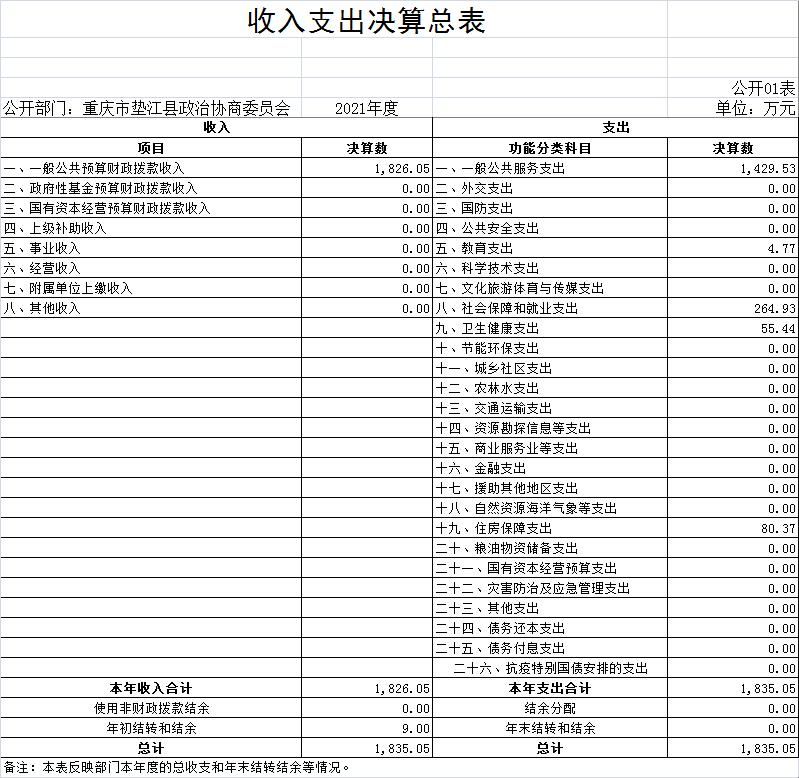 收入支出决算总表
公开01表
公开部门：重庆市垫江县政治协商委员会 2021年度 单位：万元
收入 支出
项目 决算数 功能分类科目 决算数
一、一般公共预算财政拨款收入 1,826.05 一、一般公共服务支出 1,429.53
二、政府性基金预算财政拨款收入 0.00 二、外交支出 0.00
三、国有资本经营预算财政拨款收入 0.00 三、国防支出 0.00
四、上级补助收入 0.00 四、公共安全支出 0.00
五、事业收入 0.00 五、教育支出 4.77
六、经营收入 0.00 六、科学技术支出 0.00
七、附属单位上缴收入 0.00 七、文化旅游体育与传媒支出 0.00
八、其他收入 0.00 八、社会保障和就业支出 264.93
九、卫生健康支出 55.44
十、节能环保支出 0.00
十一、城乡社区支出 0.00
十二、农林水支出 0.00
十三、交通运输支出 0.00
十四、资源勘探信息等支出 0.00
十五、商业服务业等支出 0.00
十六、金融支出 0.00
十七、援助其他地区支出 0.00
十八、自然资源海洋气象等支出 0.00
十九、住房保障支出 80.37
二十、粮油物资储备支出 0.00
二十一、国有资本经营预算支出 0.00
二十二、灾害防治及应急管理支出 0.00
二十三、其他支出 0.00
二十四、债务还本支出 0.00
二十五、债务付息支出 0.00
二十六、抗疫特别国债安排的支出 0.00
本年收入合计 1,826.05 本年支出合计 1,835.05
使用非财政拨款结余 0.00 结余分配 0.00
年初结转和结余 9.00 年末结转和结余 0.00
总计 1,835.05 总计 1,835.05
备注：本表反映部门本年度的总收支和年末结转结余等情况。